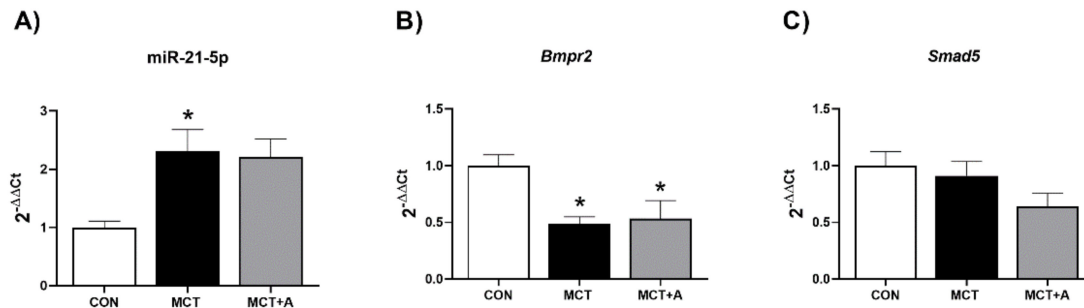 A)
miR-21-5p
2^-ΔΔCt
3
2
1
0
*
CON MCT MCT+A
B)
Bmpr2
2^-ΔΔCt
1.5
1.0
0.5
0.0
*
*
CON MCT MCT+A
C)
Smad5
2^-ΔΔCt
1.5
1.0
0.5
0.0
CON MCT MCT+A